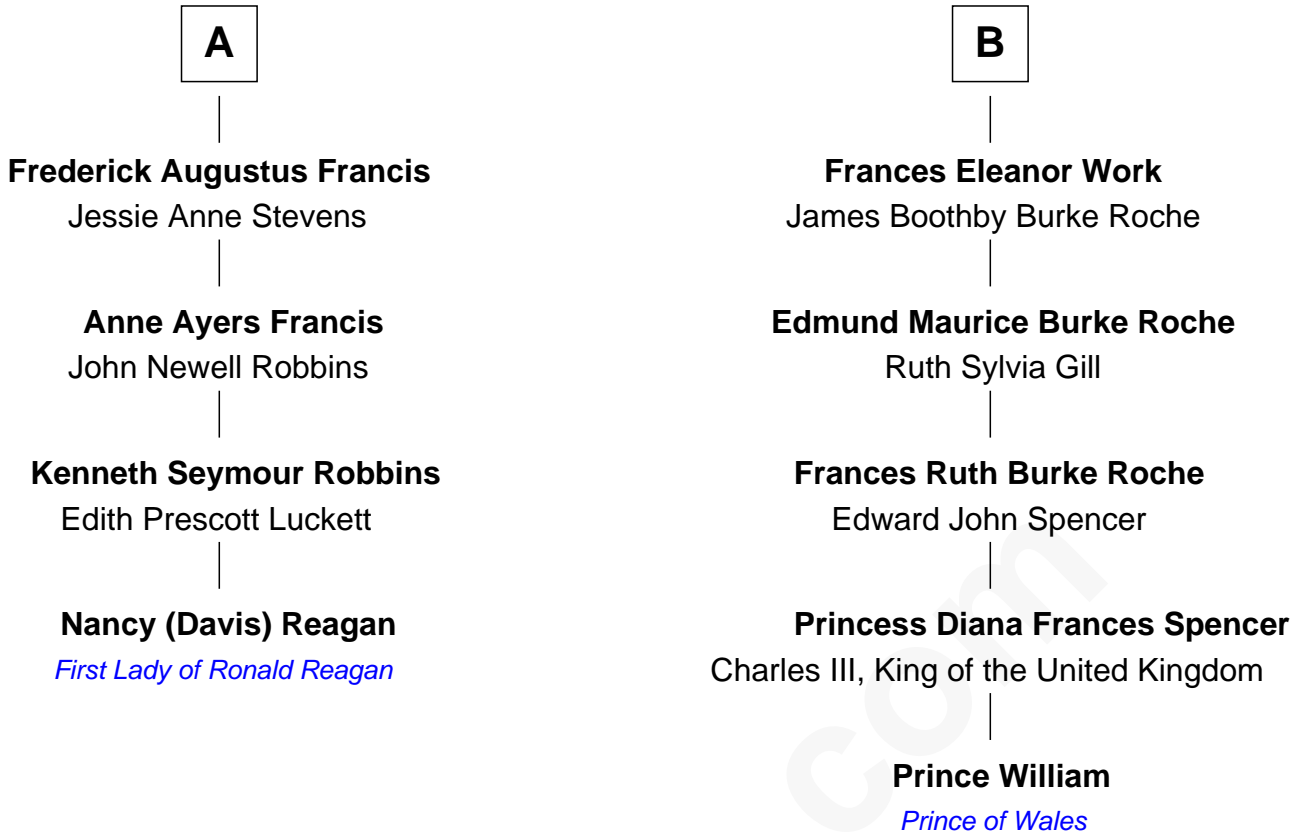 A
Frederick Augustus Francis
Jessie Anne Stevens
Anne Ayers Francis
John Newell Robbins
Kenneth Seymour Robbins
Edith Prescott Luckett
Nancy (Davis) Reagan
First Lady of Ronald Reagan
B
Frances Eleanor Work
James Boothby Burke Roche
Edmund Maurice Burke Roche
Ruth Sylvia Gill
Frances Ruth Burke Roche
Edward John Spencer
Princess Diana Frances Spencer
Charles III, King of the United Kingdom
Prince William
Prince of Wales
com